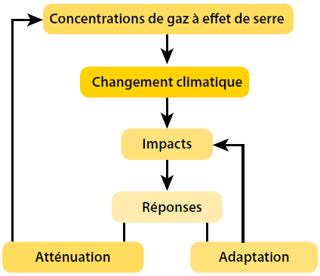 Concentrations de gaz à effet de serre
Changement climatique
Impacts
Réponses
Atténuation
Adaptation